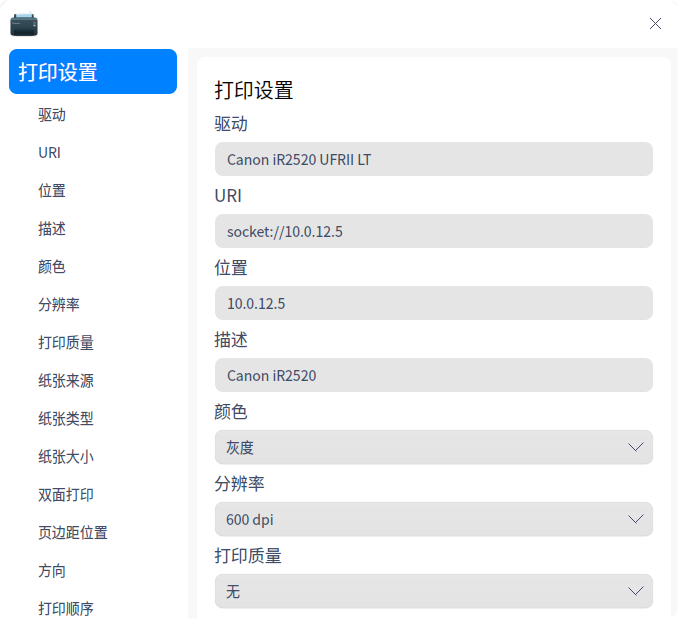 打印设置
驱动
URI
位置
描述
颜色
分辨率
打印质量
纸张来源
纸张类型
纸张大小
双面打印
页边距位置
方向
打印顺序
打印设置
驱动
Canon iR2520 UFRII LT
URI
socket://10.0.12.5
位置
10.0.12.5
描述
Canon iR2520
颜色
灰度
分辨率
600 dpi
打印质量
无